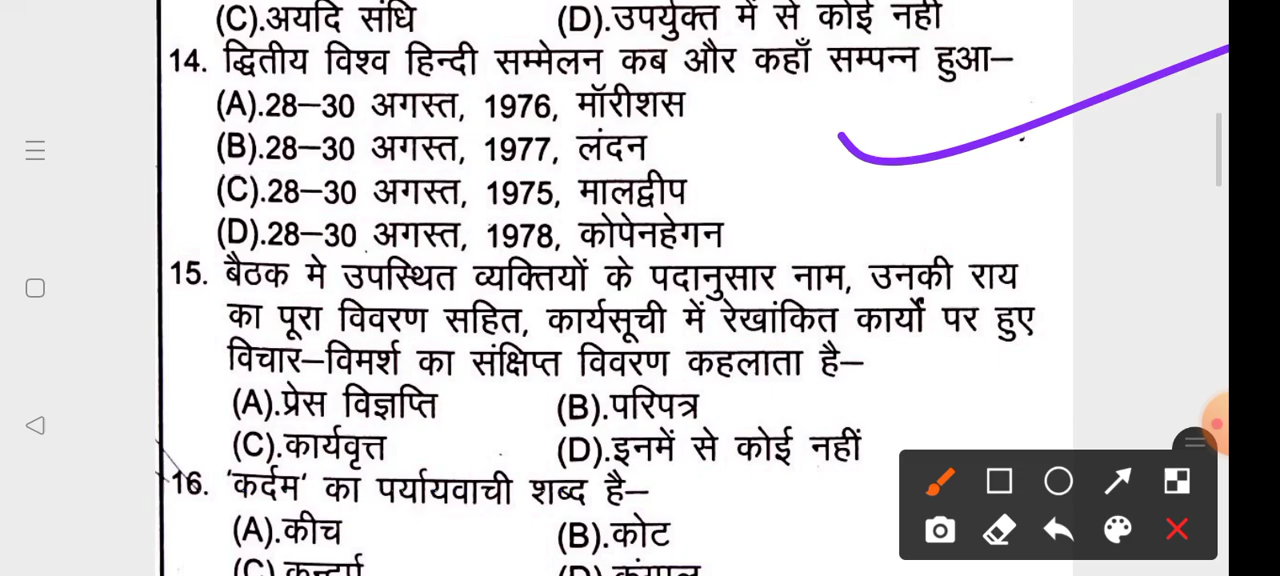 (C).अयदि संधि (D).उपर्युक्त में से कोई नहीं
14. द्वितीय विश्व हिन्दी सम्मेलन कब और कहाँ सम्पन्न हुआ–
(A).28–30 अगस्त, 1976, मॉरीशस
(B).28–30 अगस्त, 1977, लंदन
(C).28–30 अगस्त, 1975, मालद्वीप
(D).28–30 अगस्त, 1978, कोपेनहेगन
15. बैठक मे उपस्थित व्यक्तियों के पदानुसार नाम, उनकी राय
का पूरा विवरण सहित, कार्यसूची में रेखांकित कार्यों पर हुए
विचार–विमर्श का संक्षिप्त विवरण कहलाता है–
(A).प्रेस विज्ञप्ति (B).परिपत्र
(C).कार्यवृत्त (D).इनमें से कोई नहीं
16. ‘कर्दम’ का पर्यायवाची शब्द है–
(A).कीच (B).कोट
(C) (D)